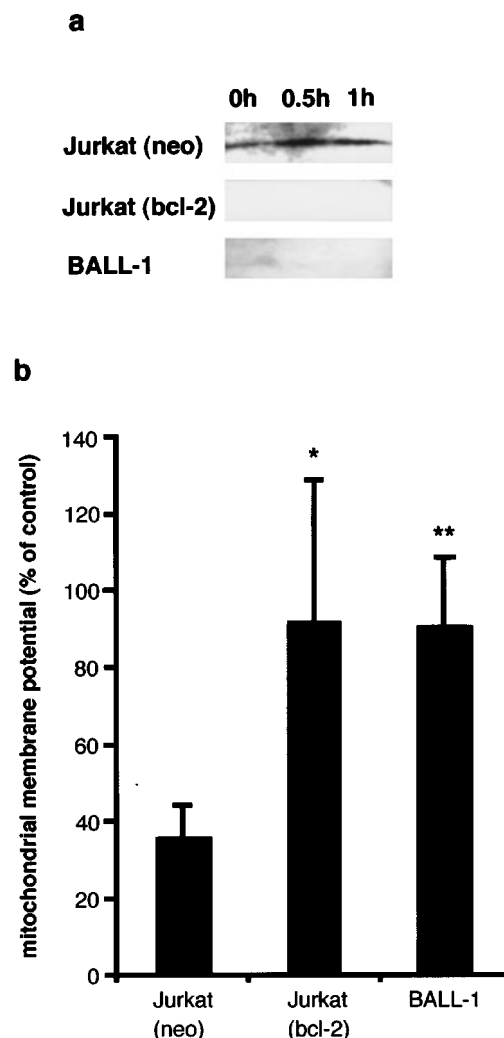 a
0h 0.5h 1h
Jurkat (neo)
Jurkat (bcl-2)
BALL-1
b
mitochondrial membrane potential (% of control)
140
120
100
80
60
40
20
0
*
**
Jurkat
(neo)
Jurkat
(bcl-2)
BALL-1